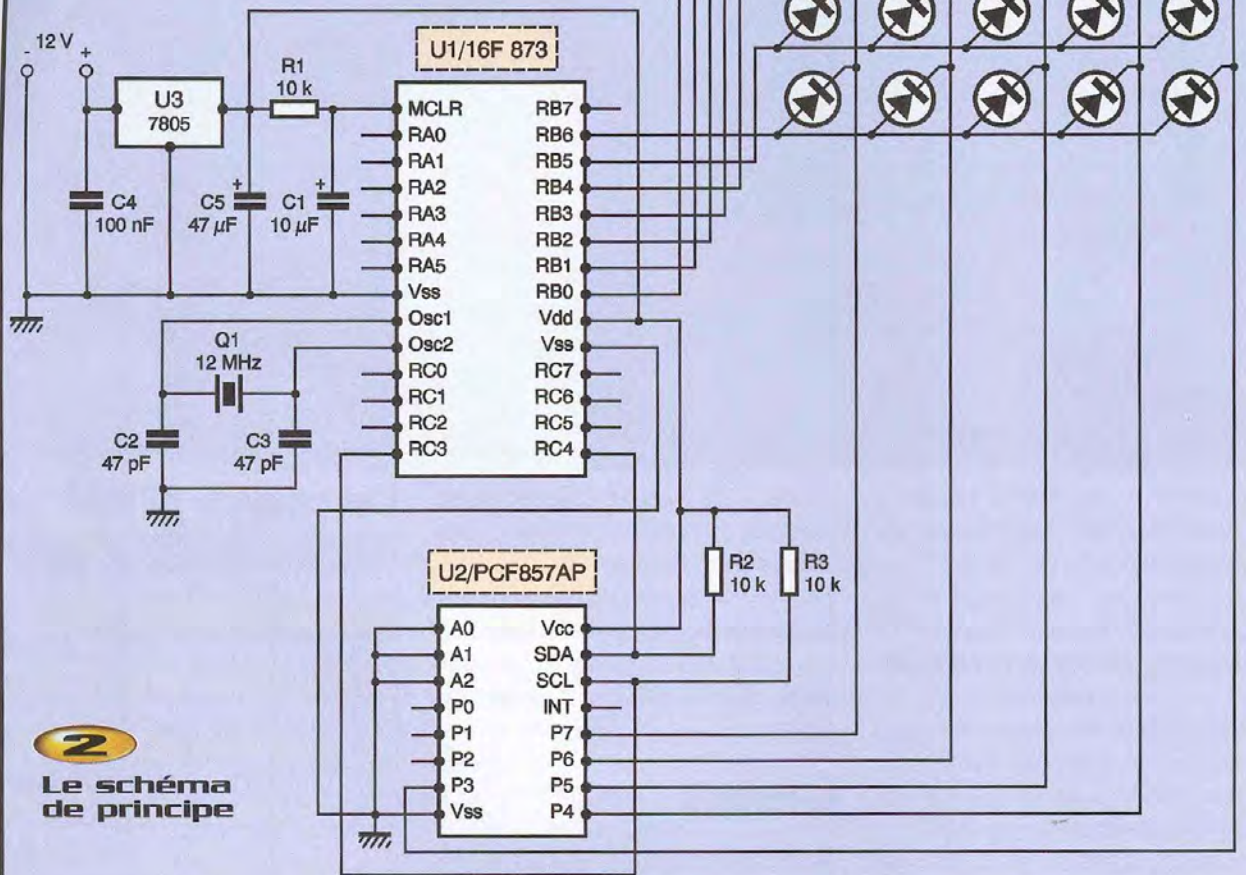 - 12 V +
U3
7805
R1
10 k
C4
100 nF
+
C5
47 µF
+
C1
10 µF
U1/16F 873
MCLR
RA0
RA1
RA2
RA3
RA4
RA5
Vss
Osc1
Osc2
RC0
RC1
RC2
RC3
RB7
RB6
RB5
RB4
RB3
RB2
RB1
RB0
Vdd
Vss
RC7
RC6
RC5
RC4
Q1
12 MHz
C2
47 pF
C3
47 pF
R2
10 k
R3
10 k
U2/PCF857AP
A0
A1
A2
P0
P1
P2
P3
Vss
Vcc
SDA
SCL
INT
P7
P6
P5
P4
2
Le schéma
de principe